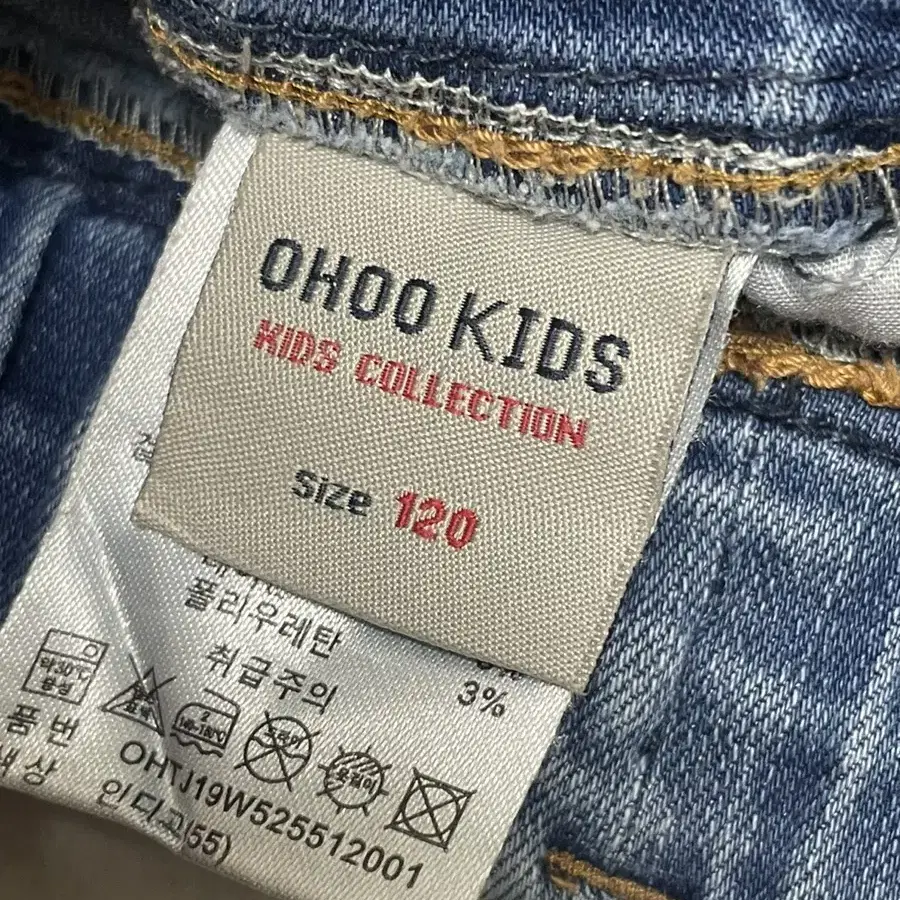 OHOO KIDS
KIDS COLLECTION
size 120
폴리우레탄
3%
취급주의
품 번
OHTJ19W525512001
색상
인디고(55)